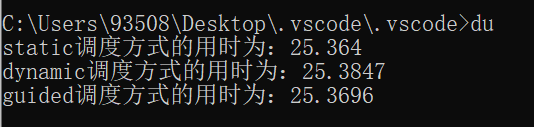 C:\Users\93508\Desktop\.vscode\.vscode>du
static调度方式的用时为：25.364
dynamic调度方式的用时为：25.3847
guided调度方式的用时为：25.3696